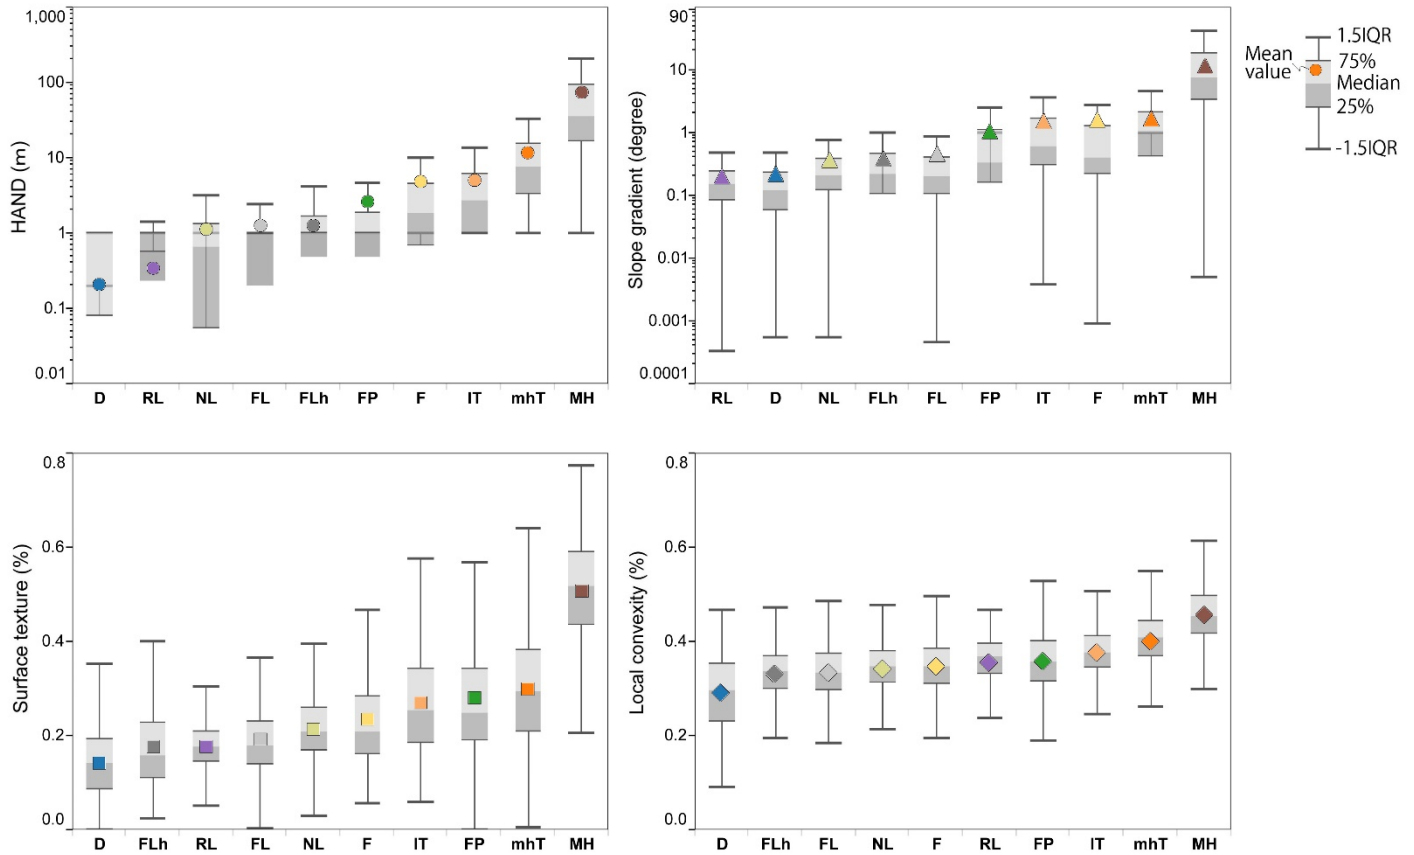 HAND (m)
1,000
100
10
1
0.1
0.01
D RL NL FL FLh FP F IT mhT MH
Slope gradient (degree)
90
10
1
0.1
0.01
0.001
0.0001
RL D NL FLh FL FP IT F mhT MH
Mean
value
1.5IQR
75%
Median
25%
-1.5IQR
Surface texture (%)
0.8
0.6
0.4
0.2
0.0
D FLh RL FL NL F IT FP mhT MH
Local convexity (%)
0.8
0.6
0.4
0.2
0.0
D FLh FL NL F RL FP IT mhT MH